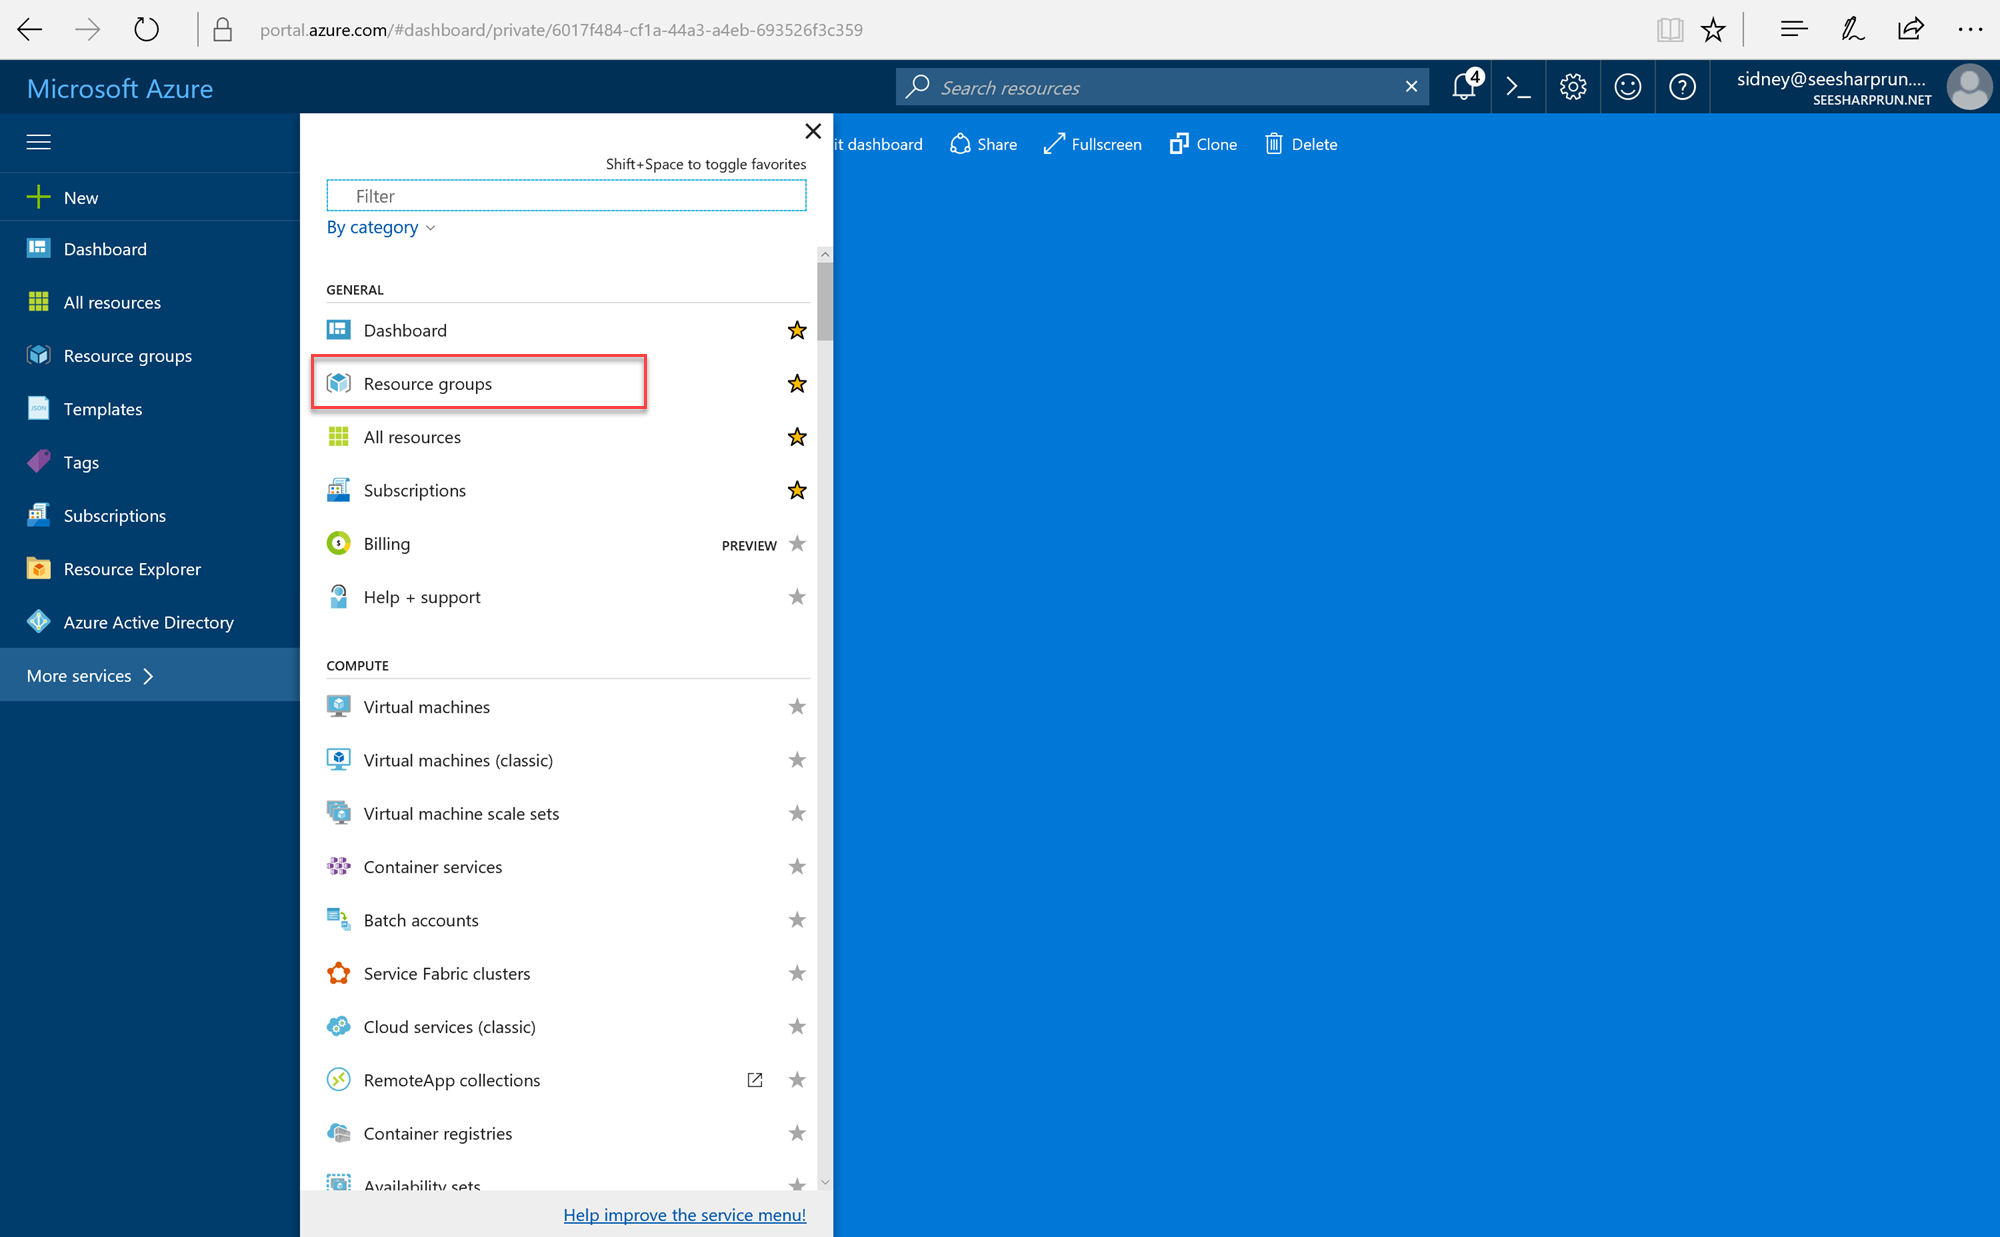 portal.azure.com/#dashboard/private/6017f484-cf1a-44a3-a4eb-693526f3c359
Microsoft Azure
Search resources
4
sidney@seesharprun....
SEESHARPRUN.NET
it dashboard
Share
Fullscreen
Clone
Delete
New
Dashboard
All resources
Resource groups
Templates
Tags
Subscriptions
Resource Explorer
Azure Active Directory
More services
Shift+Space to toggle favorites
Filter
By category
GENERAL
Dashboard
Resource groups
All resources
Subscriptions
Billing PREVIEW
Help + support
COMPUTE
Virtual machines
Virtual machines (classic)
Virtual machine scale sets
Container services
Batch accounts
Service Fabric clusters
Cloud services (classic)
RemoteApp collections
Container registries
Availability sets
Help improve the service menu!